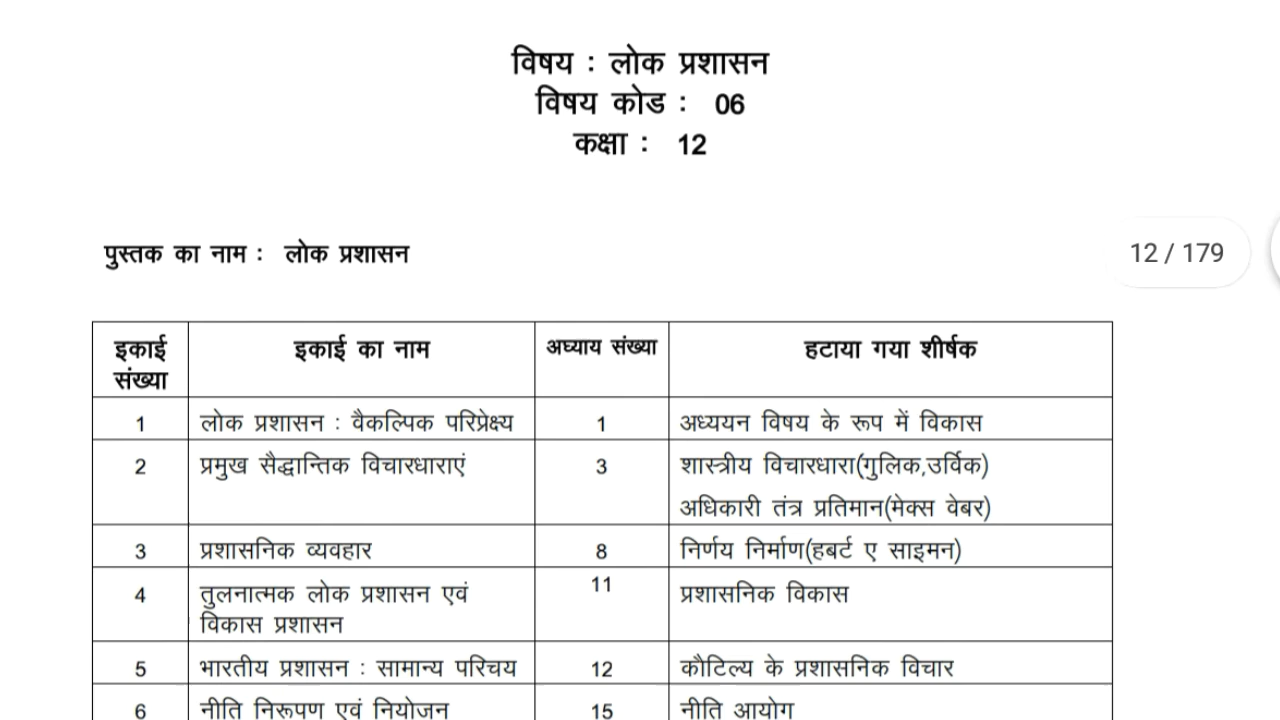 विषय : लोक प्रशासन
विषय कोड : 06
कक्षा : 12
पुस्तक का नाम : लोक प्रशासन
12 / 179
इकाई संख्या इकाई का नाम अध्याय संख्या हटाया गया शीर्षक
1 लोक प्रशासन : वैकल्पिक परिप्रेक्ष्य 1 अध्ययन विषय के रूप में विकास
2 प्रमुख सैद्धान्तिक विचारधाराएं 3 शास्त्रीय विचारधारा(गुलिक,उर्विक)
अधिकारी तंत्र प्रतिमान(मेक्स वेबर)
3 प्रशासनिक व्यवहार 8 निर्णय निर्माण(हबर्ट ए साइमन)
4 तुलनात्मक लोक प्रशासन एवं 11 प्रशासनिक विकास
विकास प्रशासन
5 भारतीय प्रशासन : सामान्य परिचय 12 कौटिल्य के प्रशासनिक विचार
6 नीति निरूपण एवं नियोजन 15 नीति आयोग